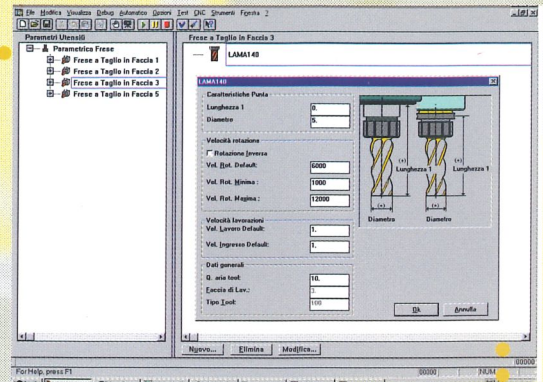 File Modifica Visualizza Debug Automatico Opzioni Test CNC Strumenti Finestra ?
Parametri Utensili
Parametrica Frese
Frese a Taglio in Faccia 1
Frese a Taglio in Faccia 2
Frese a Taglio in Faccia 3
Frese a Taglio in Faccia 5
Frese a Taglio in Faccia 3
LAMA140
LAMA140
Caratteristiche Punta
Lunghezza 1 0.
Diametro 5.
Velocità rotazione
Rotazione Inversa
Vel. Rot. Default: 6000
Vel. Rot. Minima : 1000
Vel. Rot. Massima : 12000
Velocità lavorazioni
Vel. Lavoro Default: 1.
Vel. Ingresso Default: 1.
Dati generali
Q. aria tool: 10.
Faccia di Lav.: 3.
Tipo Tool: 100
(+) (+)
Lunghezza 1 Lunghezza 1
(+) (+)
Diametro Diametro
Ok Annulla
Nuovo... Elimina Modifica...
00000
For Help, press F1 00000 NUM